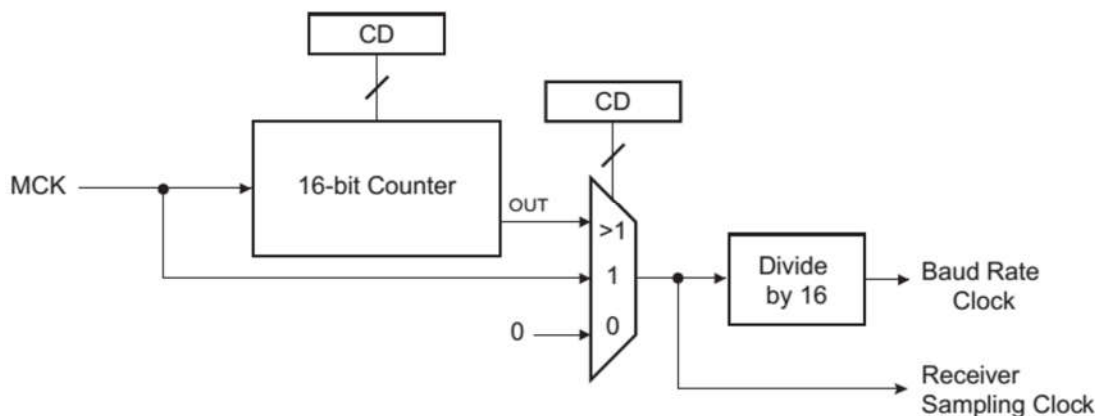 CD
CD
MCK
16-bit Counter
OUT
>1
1
0
0
Divide
by 16
Baud Rate
Clock
Receiver
Sampling Clock